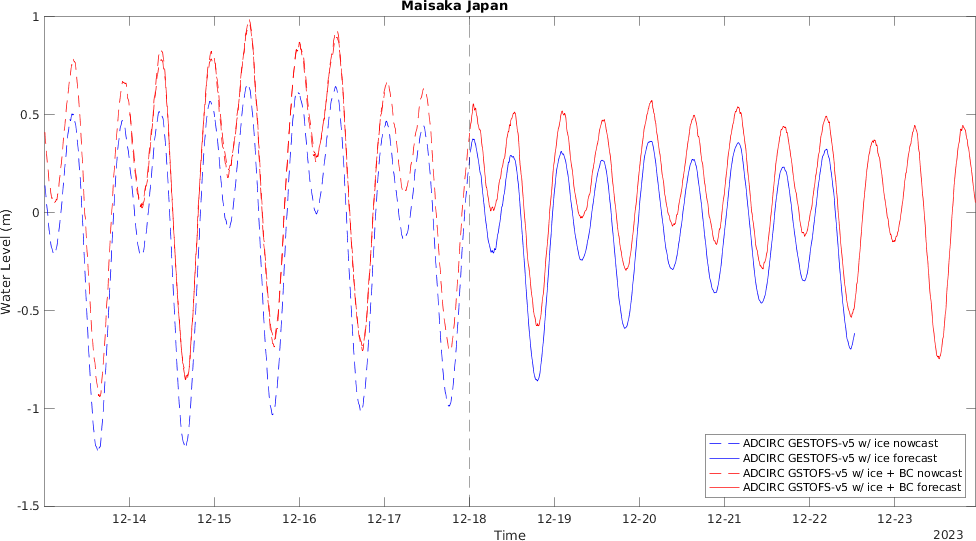 Maisaka Japan
1
0.5
0
-0.5
-1
-1.5
Water Level (m)
12-14
12-15
12-16
12-17
12-18
12-19
12-20
12-21
12-22
12-23
Time
2023
ADCIRC GESTOFS-v5 w/ ice nowcast
ADCIRC GESTOFS-v5 w/ ice forecast
ADCIRC GSTOFS-v5 w/ ice + BC nowcast
ADCIRC GSTOFS-v5 w/ ice + BC forecast